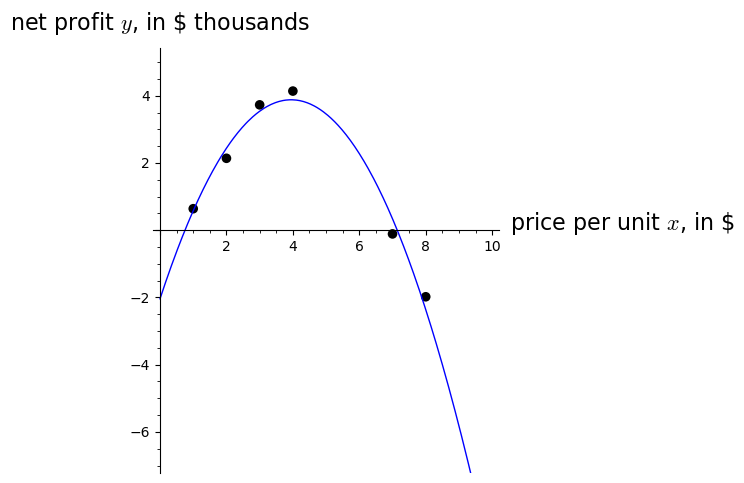 net profit y, in $ thousands
4
2
price per unit x, in $
2 4 6 8 10
−2
−4
−6